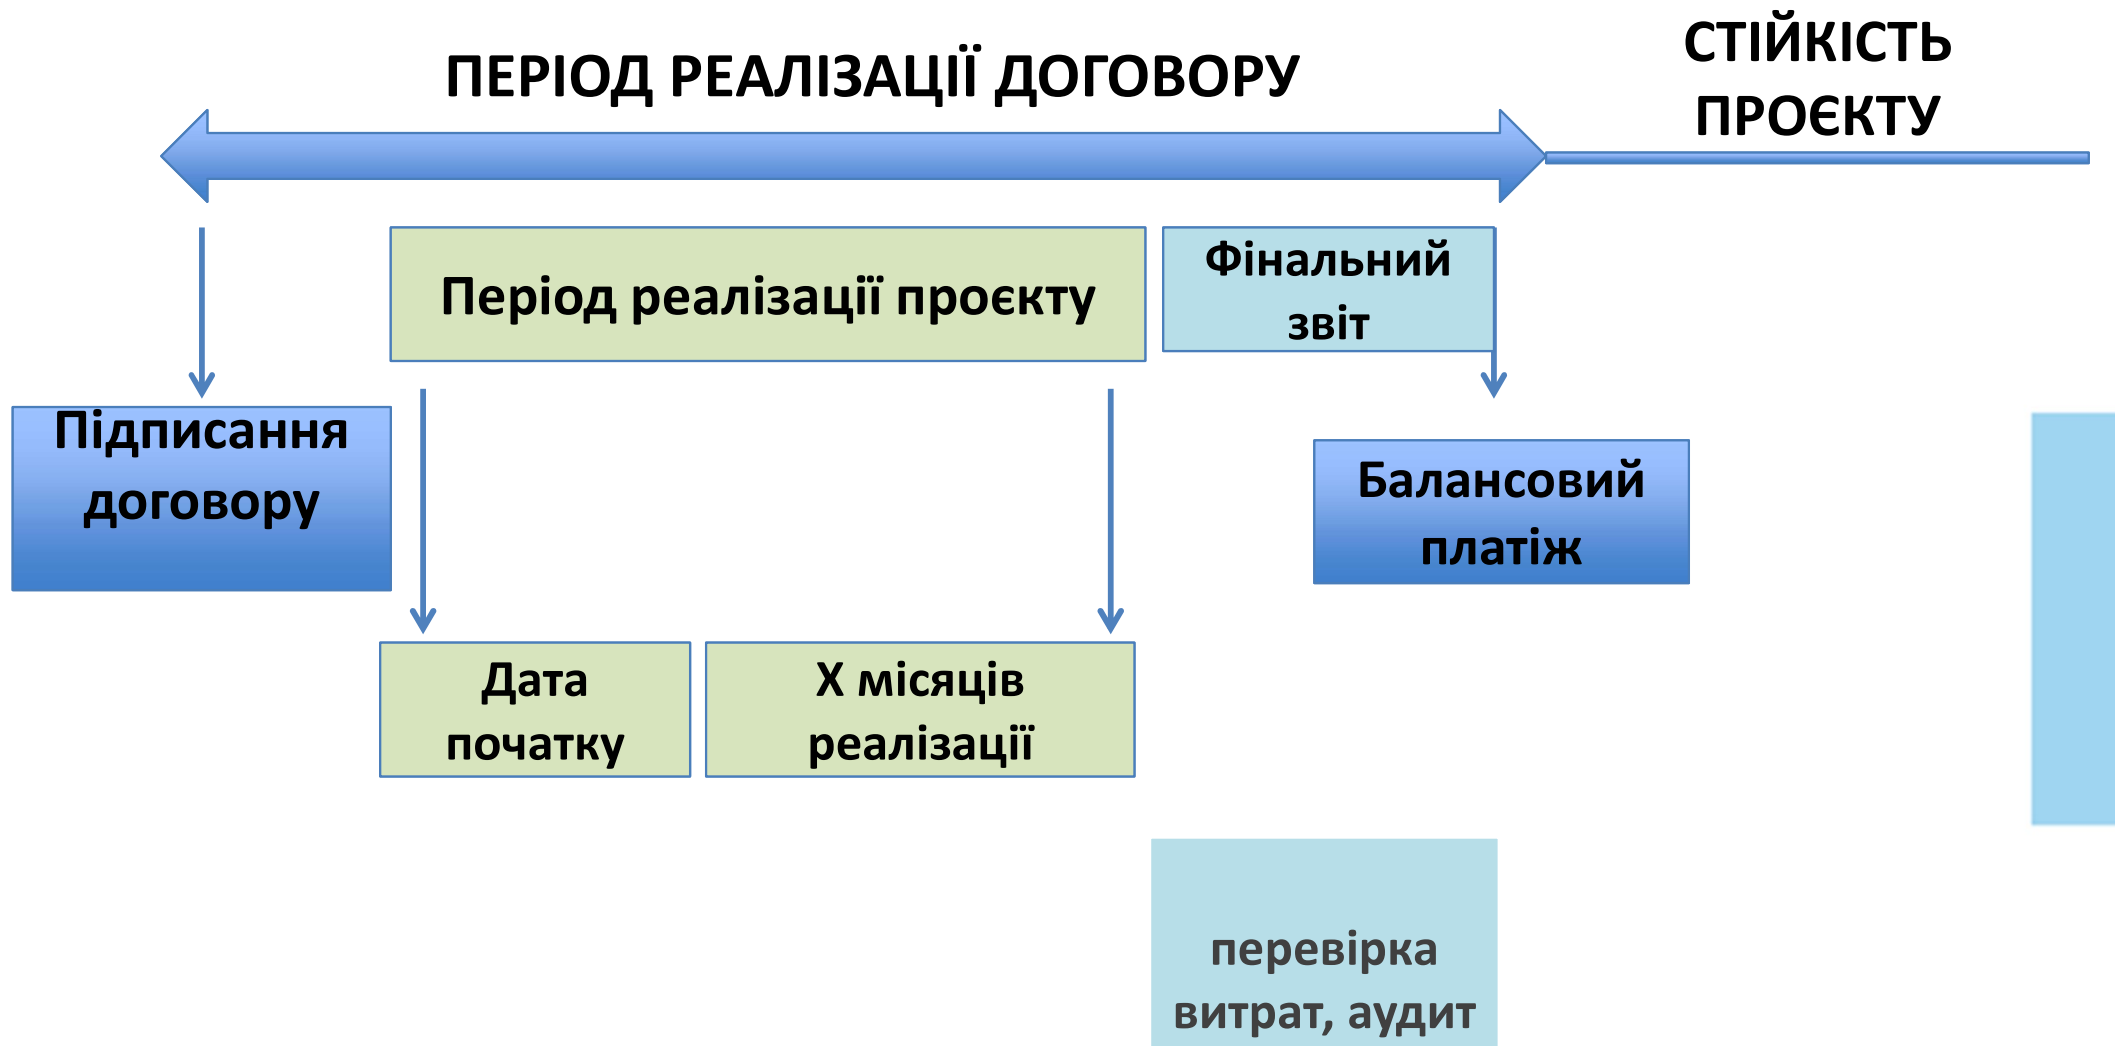 ПЕРІОД РЕАЛІЗАЦІЇ ДОГОВОРУ
СТІЙКІСТЬ
ПРОЄКТУ
Період реалізації проєкту
Фінальний
звіт
Підписання
договору
Балансовий
платіж
Дата
початку
Х місяців
реалізації
перевірка
витрат, аудит